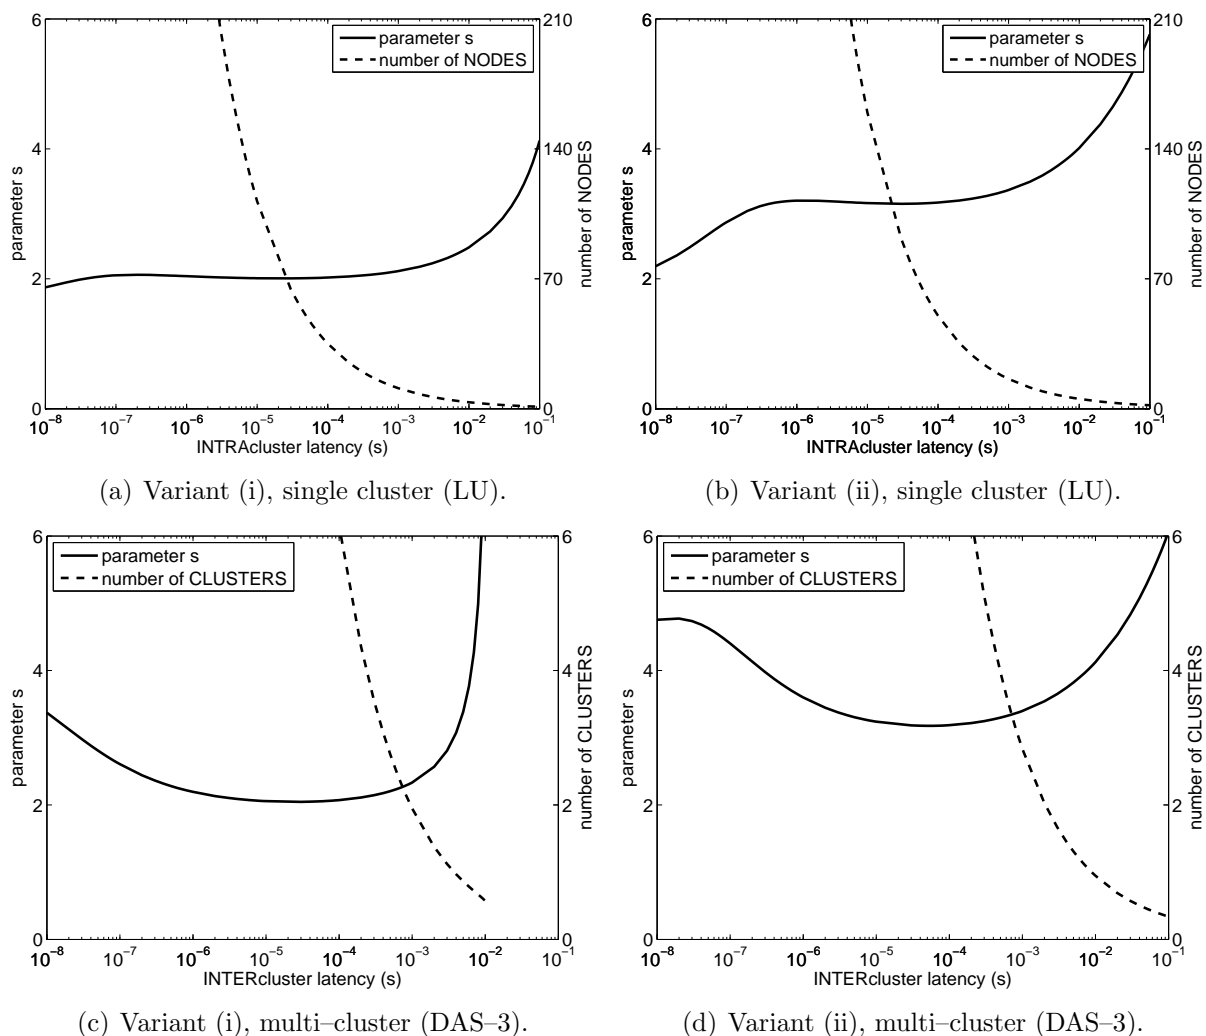 6
4
2
0
parameter s
210
140
70
0
number of NODES
parameter s
number of NODES
10⁻⁸ 10⁻⁷ 10⁻⁶ 10⁻⁵ 10⁻⁴ 10⁻³ 10⁻² 10⁻¹
INTRAcluster latency (s)
(a) Variant (i), single cluster (LU).
6
4
2
0
parameter s
210
140
70
0
number of NODES
parameter s
number of NODES
10⁻⁸ 10⁻⁷ 10⁻⁶ 10⁻⁵ 10⁻⁴ 10⁻³ 10⁻² 10⁻¹
INTRAcluster latency (s)
(b) Variant (ii), single cluster (LU).
6
4
2
0
parameter s
6
4
2
0
number of CLUSTERS
parameter s
number of CLUSTERS
10⁻⁸ 10⁻⁷ 10⁻⁶ 10⁻⁵ 10⁻⁴ 10⁻³ 10⁻² 10⁻¹
INTERcluster latency (s)
(c) Variant (i), multi–cluster (DAS–3).
6
4
2
0
parameter s
6
4
2
0
number of CLUSTERS
parameter s
number of CLUSTERS
10⁻⁸ 10⁻⁷ 10⁻⁶ 10⁻⁵ 10⁻⁴ 10⁻³ 10⁻² 10⁻¹
INTERcluster latency (s)
(d) Variant (ii), multi–cluster (DAS–3).